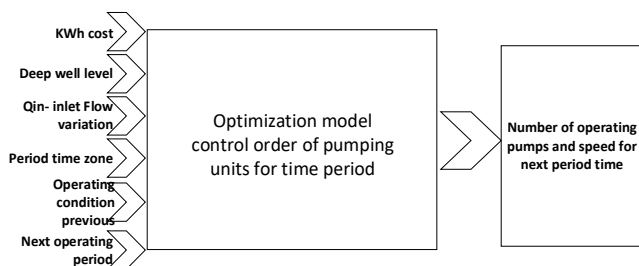 KWh cost
Deep well level
Qin- inlet Flow
variation
Period time zone
Operating
condition
previous
Next operating
period
Optimization model
control order of pumping
units for time period
Number of operating
pumps and speed for
next period time